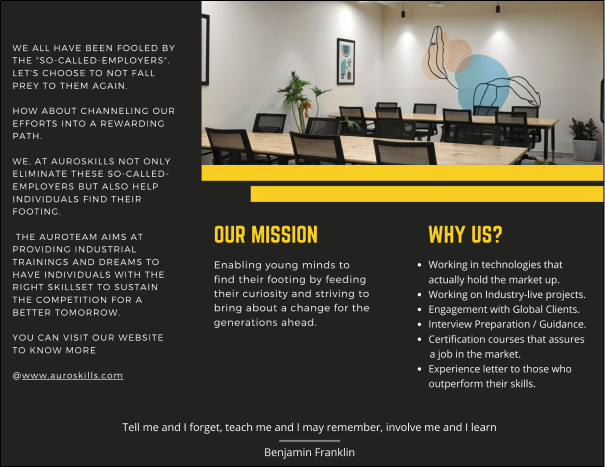 WE ALL HAVE BEEN FOOLED BY
THE "SO-CALLED-EMPLOYERS".
LET'S CHOOSE TO NOT FALL
PREY TO THEM AGAIN.
HOW ABOUT CHANNELING OUR
EFFORTS INTO A REWARDING
PATH.
WE, AT AUROSKILLS NOT ONLY
ELIMINATE THESE SO-CALLED-
EMPLOYERS BUT ALSO HELP
INDIVIDUALS FIND THEIR
FOOTING.
THE AUROTEAM AIMS AT
PROVIDING INDUSTRIAL
TRAININGS AND DREAMS TO
HAVE INDIVIDUALS WITH THE
RIGHT SKILLSET TO SUSTAIN
THE COMPETITION FOR A
BETTER TOMORROW.
YOU CAN VISIT OUR WEBSITE
TO KNOW MORE
@www.auroskills.com
OUR MISSION
Enabling young minds to
find their footing by feeding
their curiosity and striving to
bring about a change for the
generations ahead.
WHY US?
• Working in technologies that
actually hold the market up.
• Working on Industry-live projects.
• Engagement with Global Clients.
• Interview Preparation / Guidance.
• Certification courses that assures
a job in the market.
• Experience letter to those who
outperform their skills.
Tell me and I forget, teach me and I may remember, involve me and I learn
Benjamin Franklin